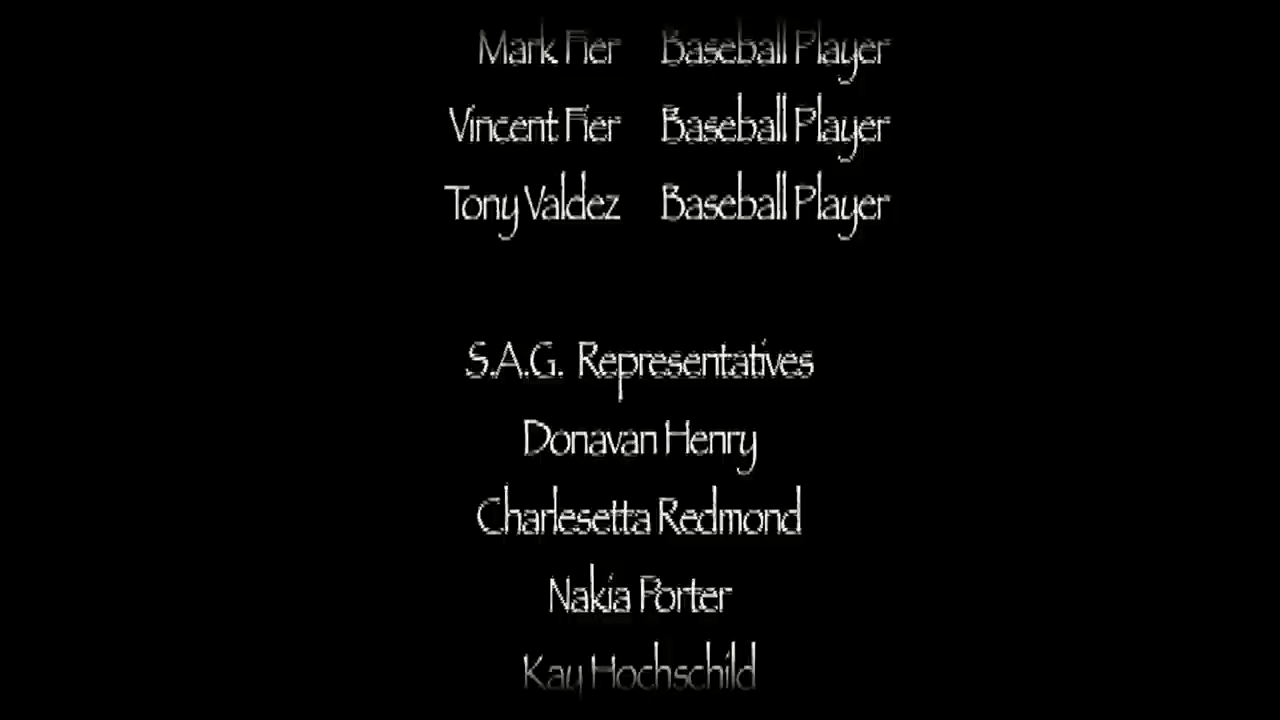 Mark Fier Baseball Player
Vincent Fier Baseball Player
Tony Valdez Baseball Player
S.A.G. Representatives
Donavan Henry
Charlesetta Redmond
Nakia Porter
Kay Hochschild